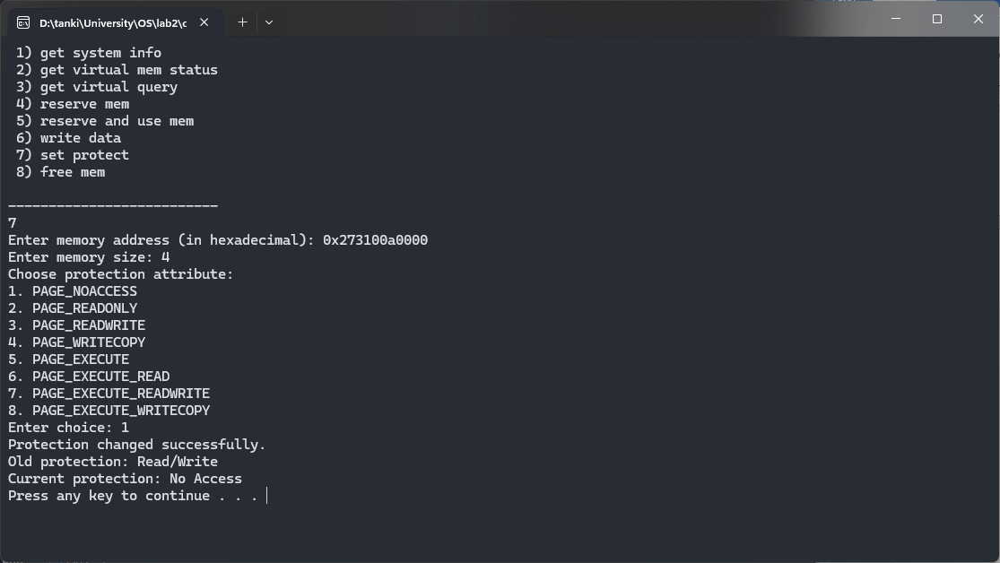 D:\tanki\University\OS\lab2\c
1) get system info
2) get virtual mem status
3) get virtual query
4) reserve mem
5) reserve and use mem
6) write data
7) set protect
8) free mem
--------------------------
7
Enter memory address (in hexadecimal): 0x273100a0000
Enter memory size: 4
Choose protection attribute:
1. PAGE_NOACCESS
2. PAGE_READONLY
3. PAGE_READWRITE
4. PAGE_WRITECOPY
5. PAGE_EXECUTE
6. PAGE_EXECUTE_READ
7. PAGE_EXECUTE_READWRITE
8. PAGE_EXECUTE_WRITECOPY
Enter choice: 1
Protection changed successfully.
Old protection: Read/Write
Current protection: No Access
Press any key to continue . . .